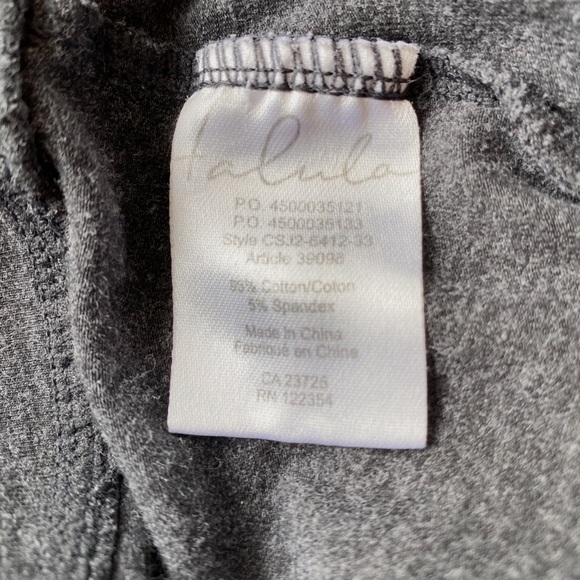 talula
P.O. 4500035121
P.O. 4500035133
Style CSJ2-6412-33
Article 39098
95% Cotton/Coton
5% Spandex
Made in China
Fabriqué en China
CA 23725
RN 122354